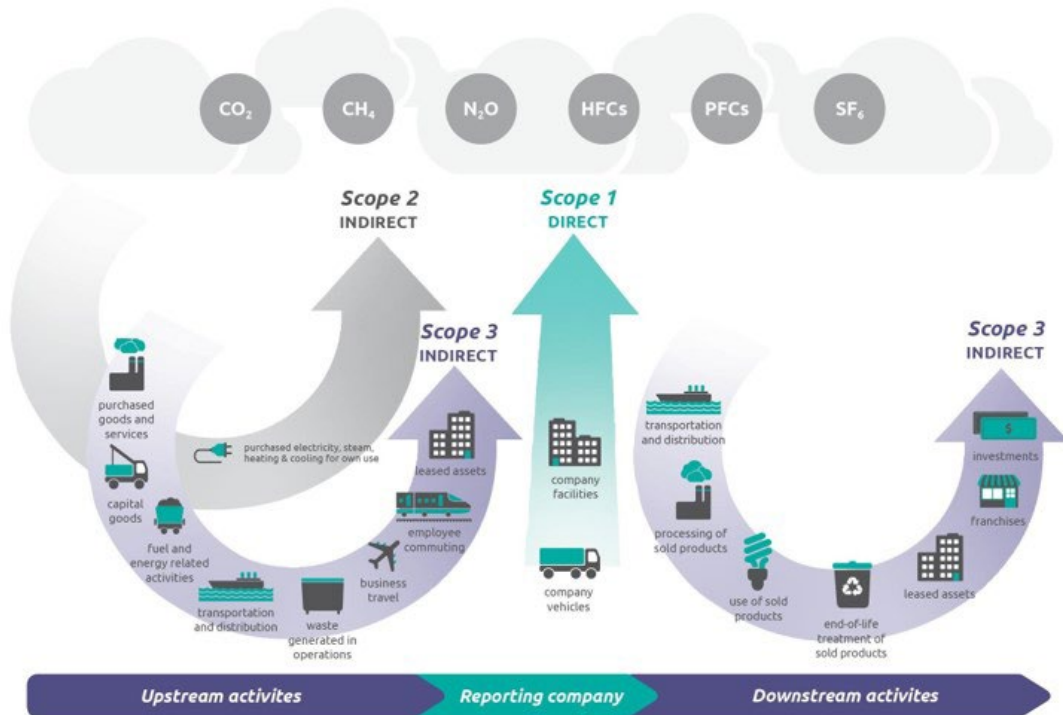 CO₂
CH₄
N₂O
HFCs
PFCs
SF₆
Scope 2
INDIRECT
Scope 1
DIRECT
Scope 3
INDIRECT
Scope 3
INDIRECT
purchased
goods and
services
capital
goods
fuel and
energy related
activities
transportation
and distribution
waste
generated in
operations
business
travel
employee
commuting
leased assets
purchased electricity, steam,
heating & cooling for own use
company
facilities
company
vehicles
transportation
and distribution
processing of
sold products
use of sold
products
end-of-life
treatment of
sold products
leased assets
franchises
$
investments
Upstream activites
Reporting company
Downstream activites